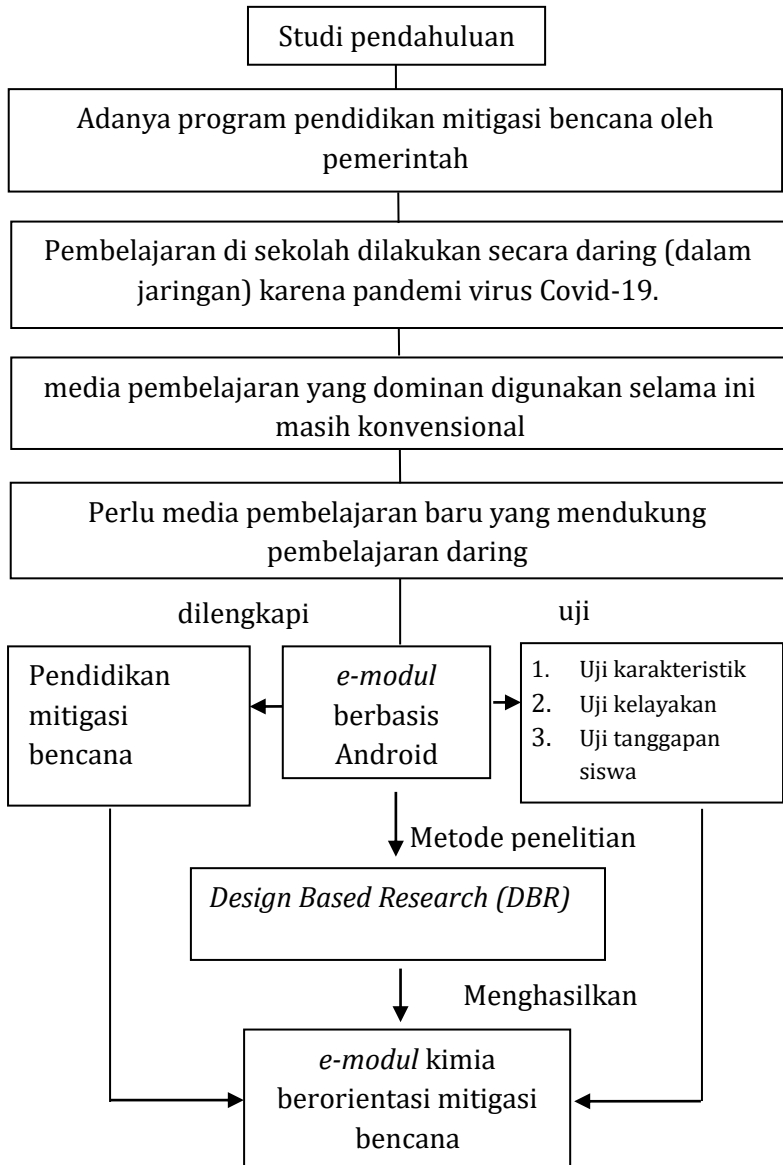 Studi pendahuluan
Adanya program pendidikan mitigasi bencana oleh
pemerintah
Pembelajaran di sekolah dilakukan secara daring (dalam
jaringan) karena pandemi virus Covid-19.
media pembelajaran yang dominan digunakan selama ini
masih konvensional
Perlu media pembelajaran baru yang mendukung
pembelajaran daring
dilengkapi
uji
Pendidikan
mitigasi
bencana
e-modul
berbasis
Android
1. Uji karakteristik
2. Uji kelayakan
3. Uji tanggapan
siswa
Metode penelitian
Design Based Research (DBR)
Menghasilkan
e-modul kimia
berorientasi mitigasi
bencana